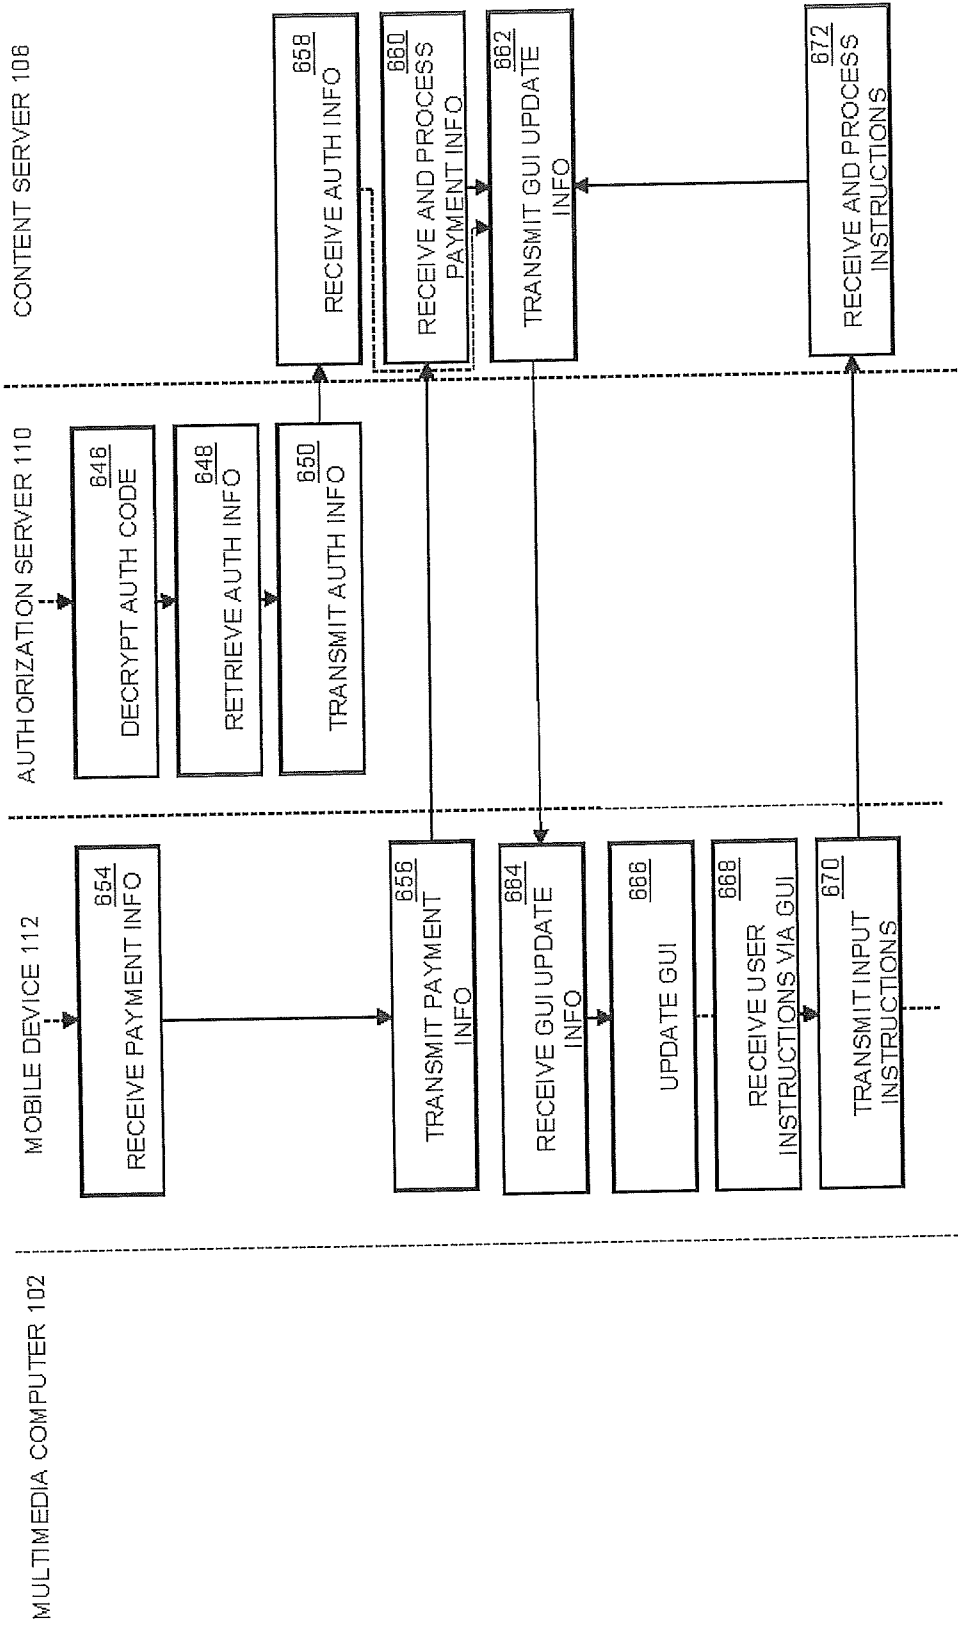 MULTIMEDIA COMPUTER 102
MOBILE DEVICE 112
654
RECEIVE PAYMENT INFO
656
TRANSMIT PAYMENT
INFO
664
RECEIVE GUI UPDATE
INFO
666
UPDATE GUI
668
RECEIVE USER
INSTRUCTIONS VIA GUI
670
TRANSMIT INPUT
INSTRUCTIONS
AUTHORIZATION SERVER 110
646
DECRYPT AUTH CODE
648
RETRIEVE AUTH INFO
650
TRANSMIT AUTH INFO
CONTENT SERVER 106
658
RECEIVE AUTH INFO
660
RECEIVE AND PROCESS
PAYMENT INFO
662
TRANSMIT GUI UPDATE
INFO
672
RECEIVE AND PROCESS
INSTRUCTIONS